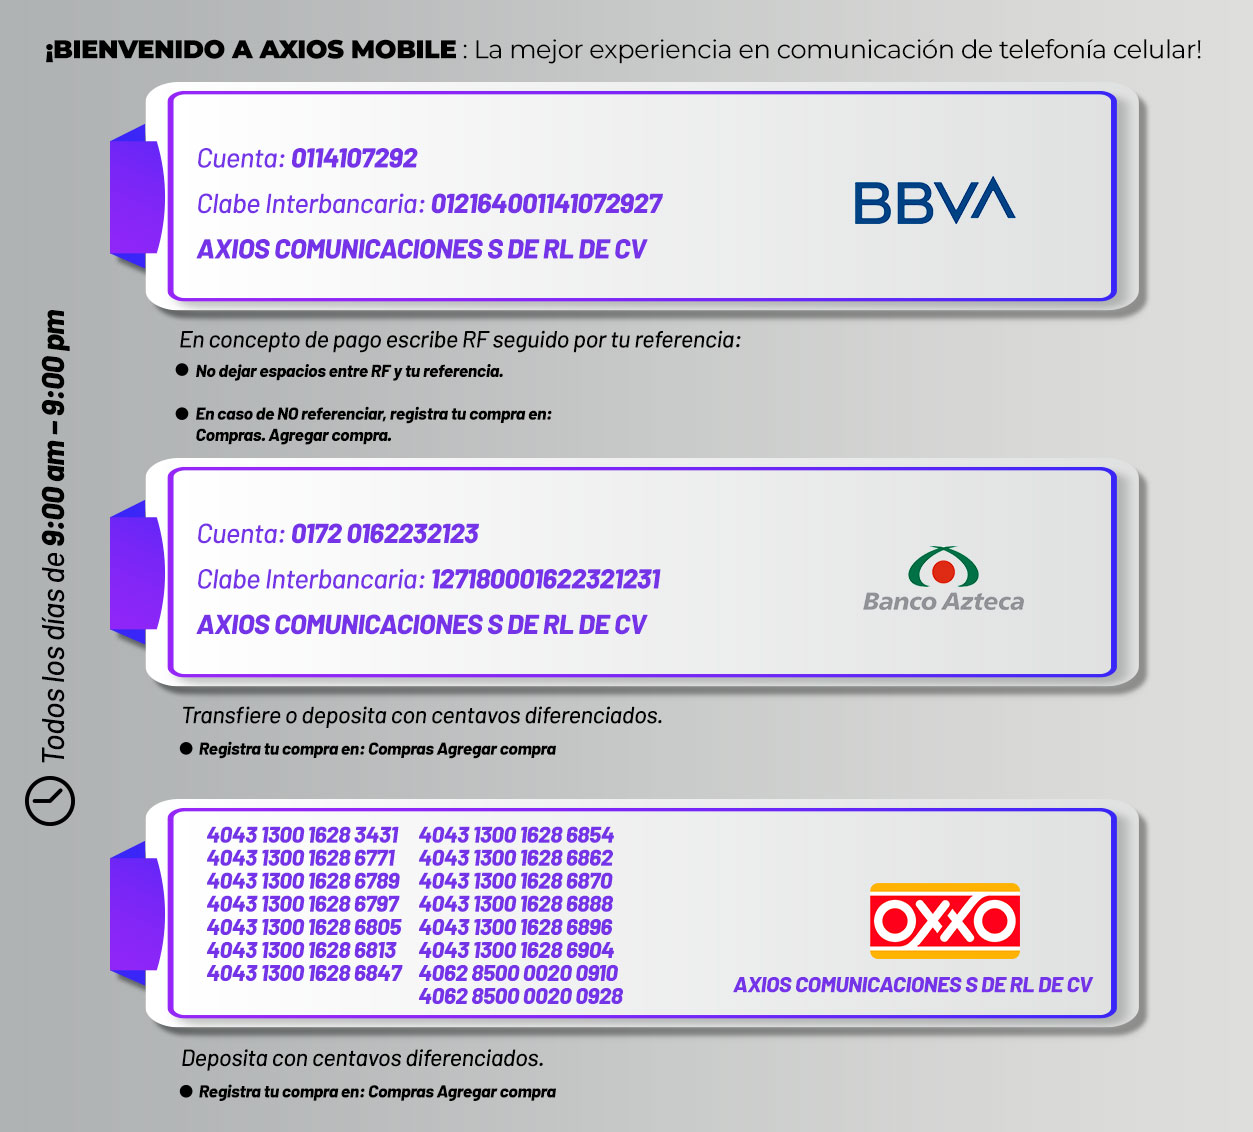 ¡BIENVENIDO A AXIOS MOBILE : La mejor experiencia en comunicación de telefonía celular!
Cuenta: 0114107292
Clabe Interbancaria: 012164001141072927
AXIOS COMUNICACIONES S DE RL DE CV
BBVA
En concepto de pago escribe RF seguido por tu referencia:
● No dejar espacios entre RF y tu referencia.
● En caso de NO referenciar, registra tu compra en:
Compras. Agregar compra.
Todos los días de 9:00 am - 9:00 pm
Cuenta: 0172 0162232123
Clabe Interbancaria: 127180001622321231
AXIOS COMUNICACIONES S DE RL DE CV
Banco Azteca
Transfiere o deposita con centavos diferenciados.
● Registra tu compra en: Compras Agregar compra
4043 1300 1628 3431 4043 1300 1628 6854
4043 1300 1628 6771 4043 1300 1628 6862
4043 1300 1628 6789 4043 1300 1628 6870
4043 1300 1628 6797 4043 1300 1628 6888
4043 1300 1628 6805 4043 1300 1628 6896
4043 1300 1628 6813 4043 1300 1628 6904
4043 1300 1628 6847 4062 8500 0020 0910
4062 8500 0020 0928
OXXO
AXIOS COMUNICACIONES S DE RL DE CV
Deposita con centavos diferenciados.
● Registra tu compra en: Compras Agregar compra